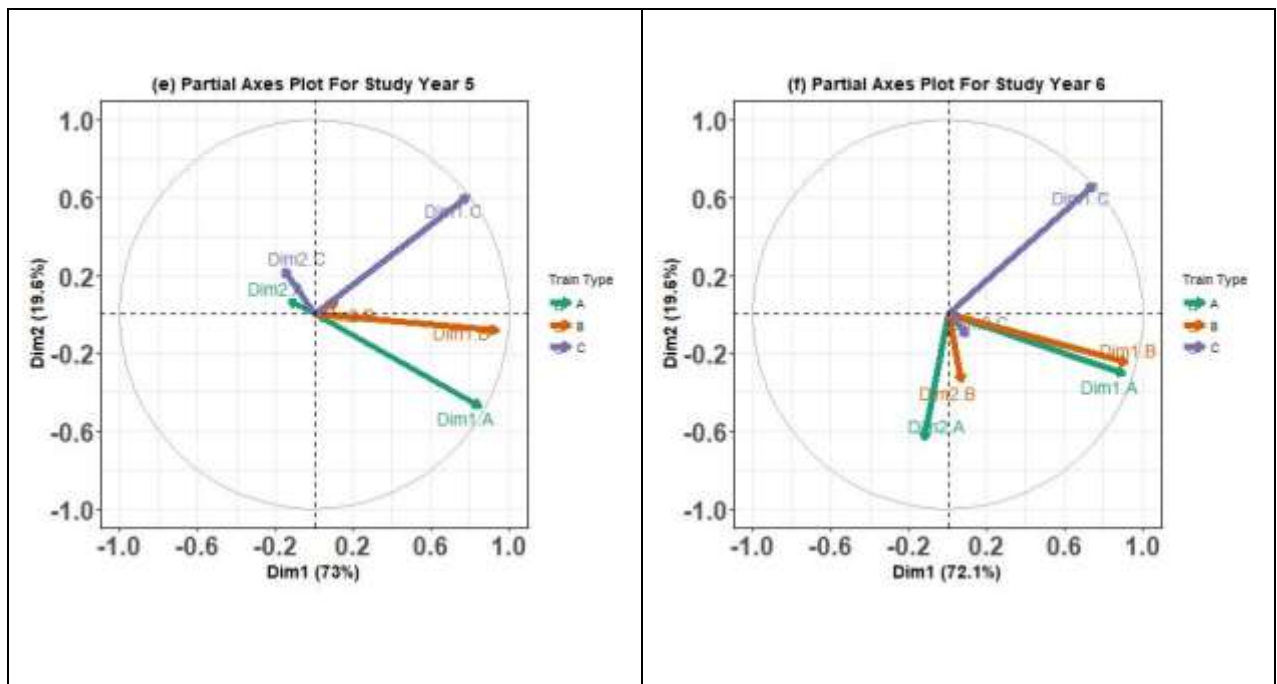 (e) Partial Axes Plot For Study Year 5
1.0
0.6
0.2
-0.2
-0.6
-1.0
Dim2 (19.6%)
Dim1.C
Dim2.C
Dim2
Dim1.A
-1.0 -0.6 -0.2 0.2 0.6 1.0
Dim1 (73%)
Train Type
A
B
C
(f) Partial Axes Plot For Study Year 6
1.0
0.6
0.2
-0.2
-0.6
-1.0
Dim2 (19.6%)
Dim1.C
Dim1.B
Dim1.A
Dim2.B
Dim2.A
-1.0 -0.6 -0.2 0.2 0.6 1.0
Dim1 (72.1%)
Train Type
A
B
C